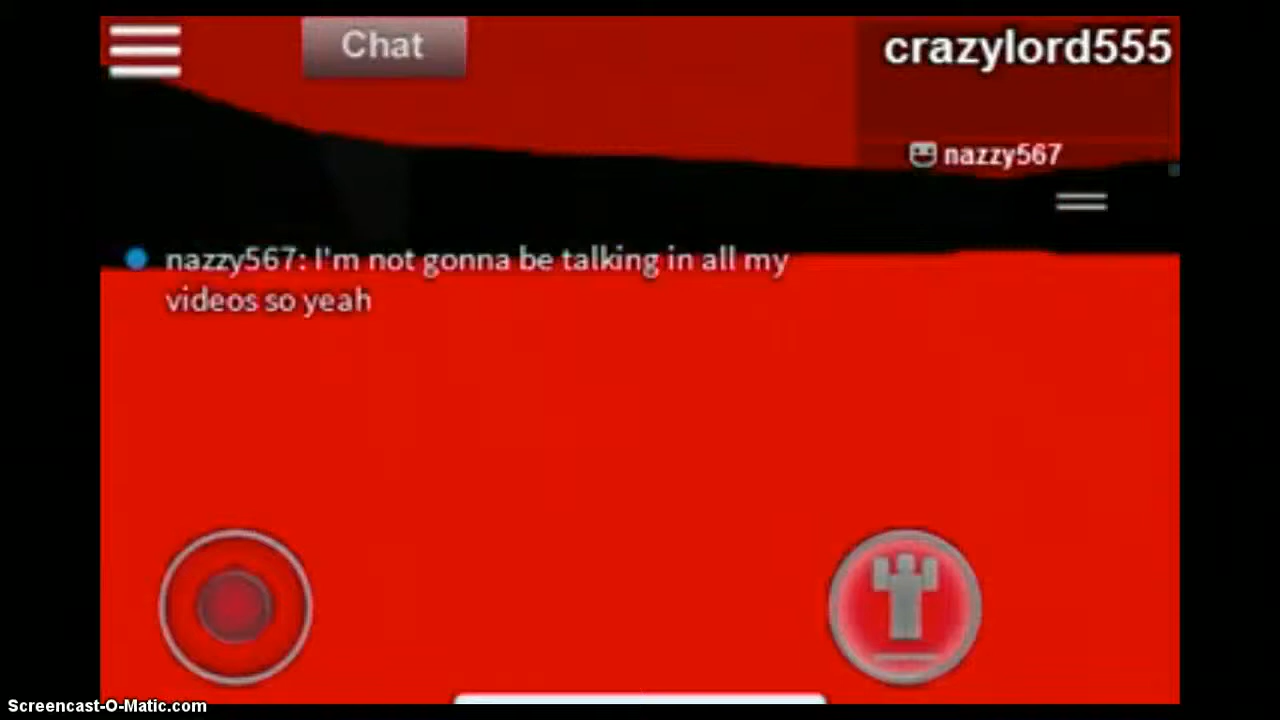 Chat
crazylord555
nazzy567
nazzy567: I'm not gonna be talking in all my
videos so yeah
Screencast-O-Matic.com